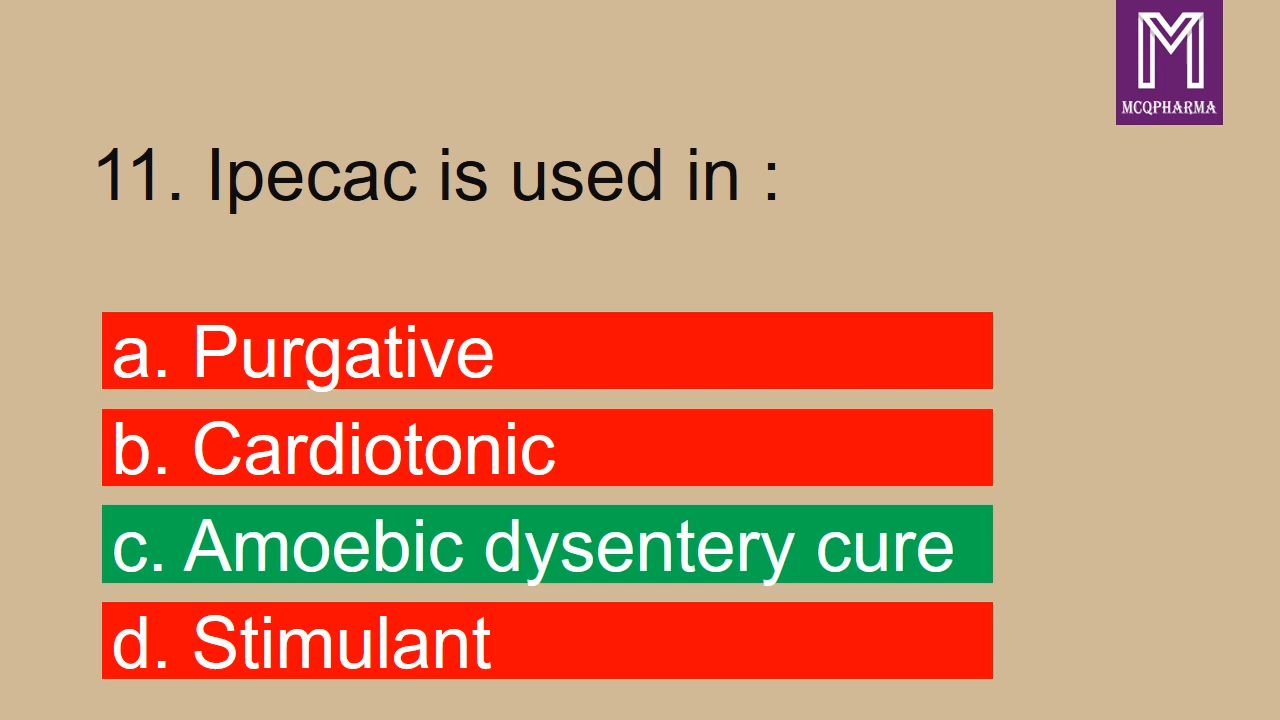 MCQPHARMA
11. Ipecac is used in :
a. Purgative
b. Cardiotonic
c. Amoebic dysentery cure
d. Stimulant